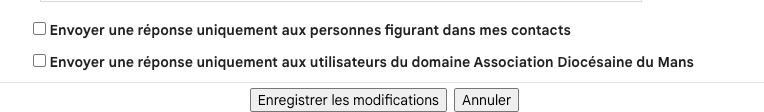 Envoyer une réponse uniquement aux personnes figurant dans mes contacts
Envoyer une réponse uniquement aux utilisateurs du domaine Association Diocésaine du Mans
Enregistrer les modifications Annuler